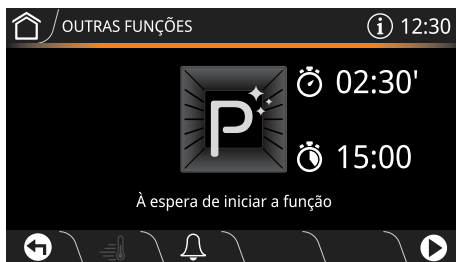 OUTRAS FUNÇÕES
i 12:30
P
02:30'
15:00
À espera de iniciar a função